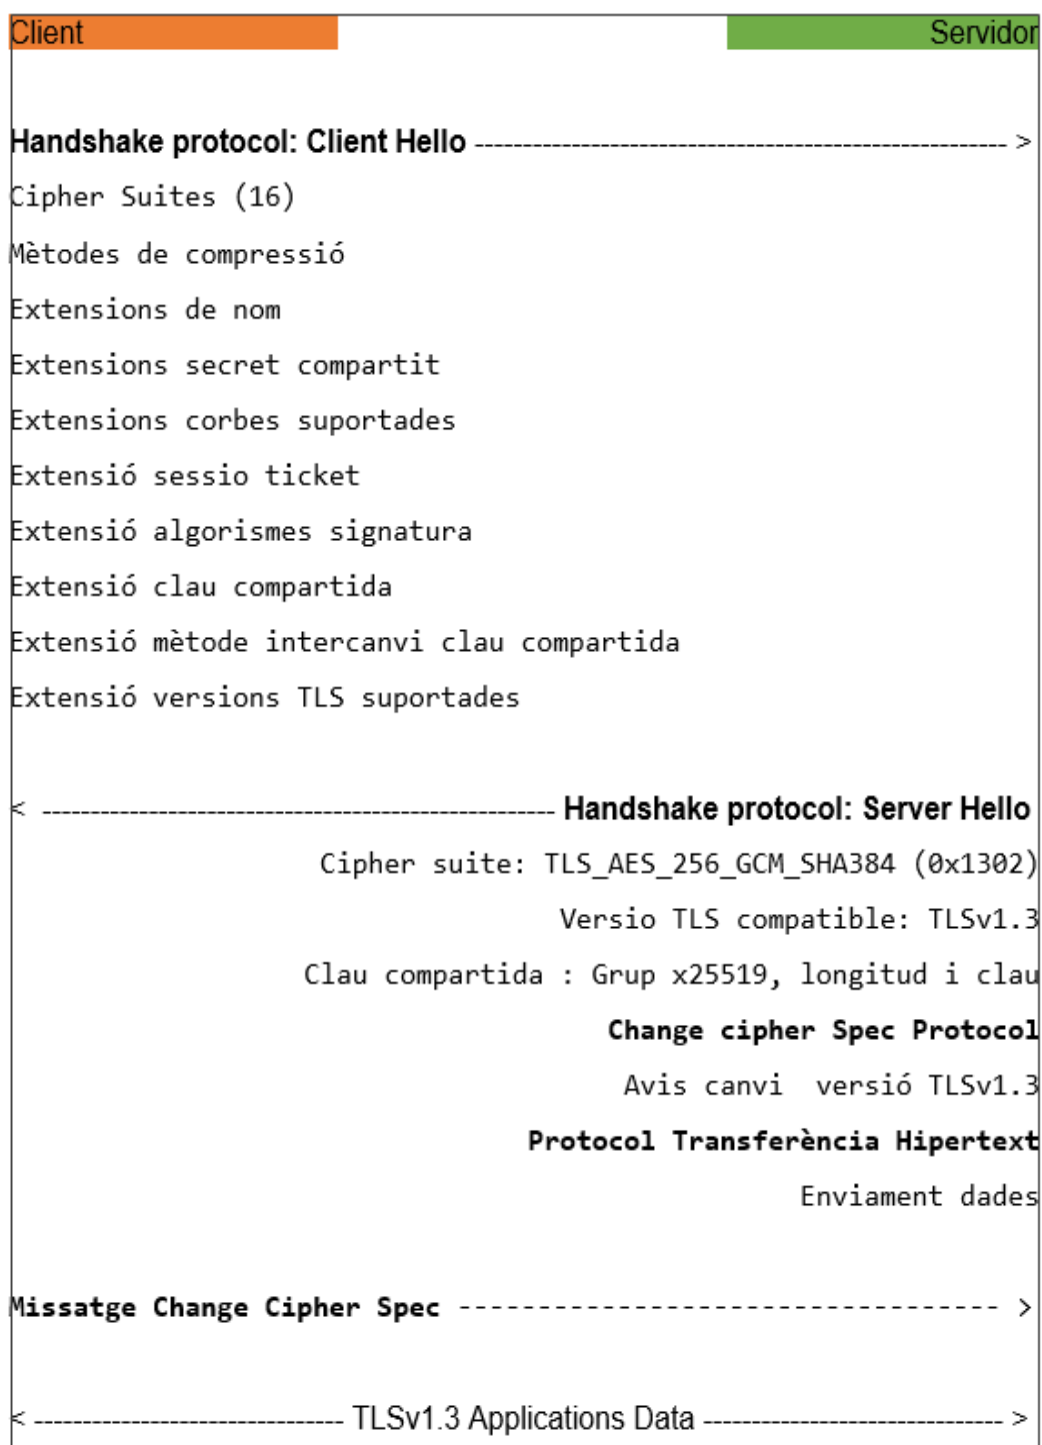 Client Servidor
Handshake protocol: Client Hello ------------------------------------------------------- >
Cipher Suites (16)
Mètodes de compressió
Extensions de nom
Extensions secret compartit
Extensions corbes suportades
Extensió sessio ticket
Extensió algorismes signatura
Extensió clau compartida
Extensió mètode intercanvi clau compartida
Extensió versions TLS suportades
< ----------------------------------------------------- Handshake protocol: Server Hello
Cipher suite: TLS_AES_256_GCM_SHA384 (0x1302)
Versio TLS compatible: TLSv1.3
Clau compartida : Grup x25519, longitud i clau
Change cipher Spec Protocol
Avis canvi  versió TLSv1.3
Protocol Transferència Hipertext
Enviament dades
Missatge Change Cipher Spec ---------------------------------- >
< -------------------------------- TLSv1.3 Applications Data ------------------------------- >